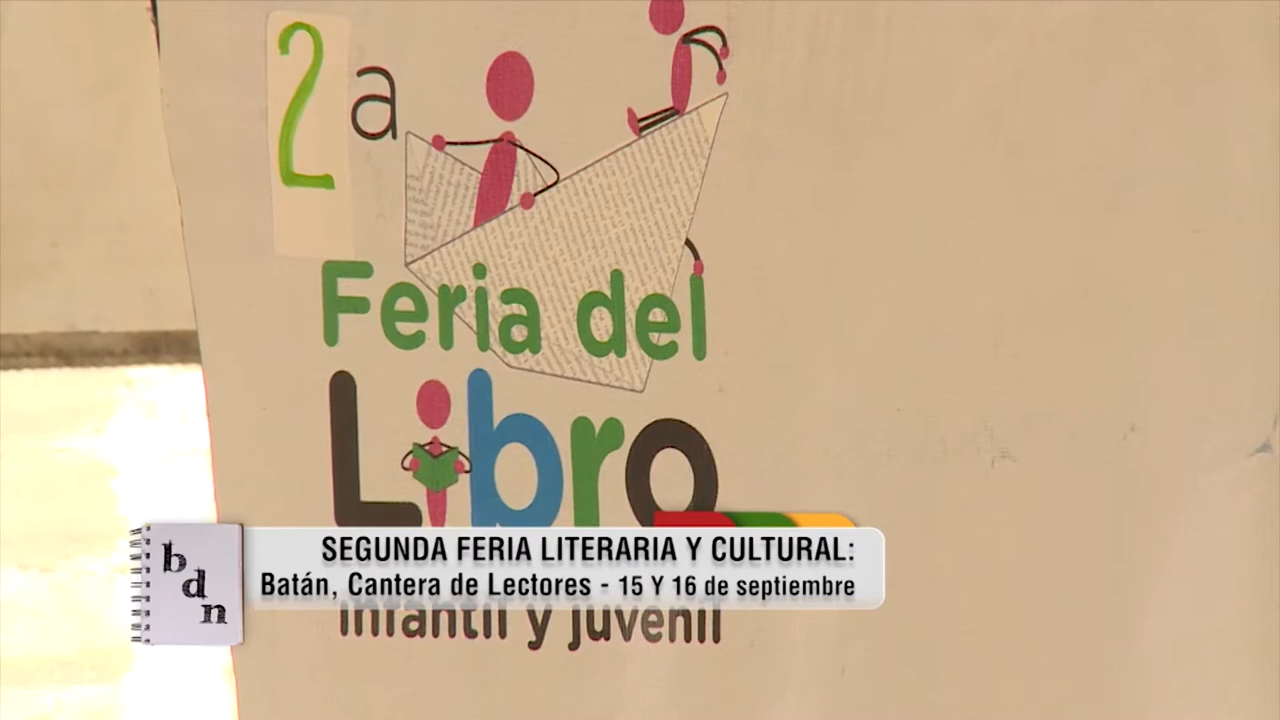 2a
Feria del
Libro
SEGUNDA FERIA LITERARIA Y CULTURAL:
Batán, Cantera de Lectores - 15 Y 16 de septiembre
bdn
infantil y juvenil